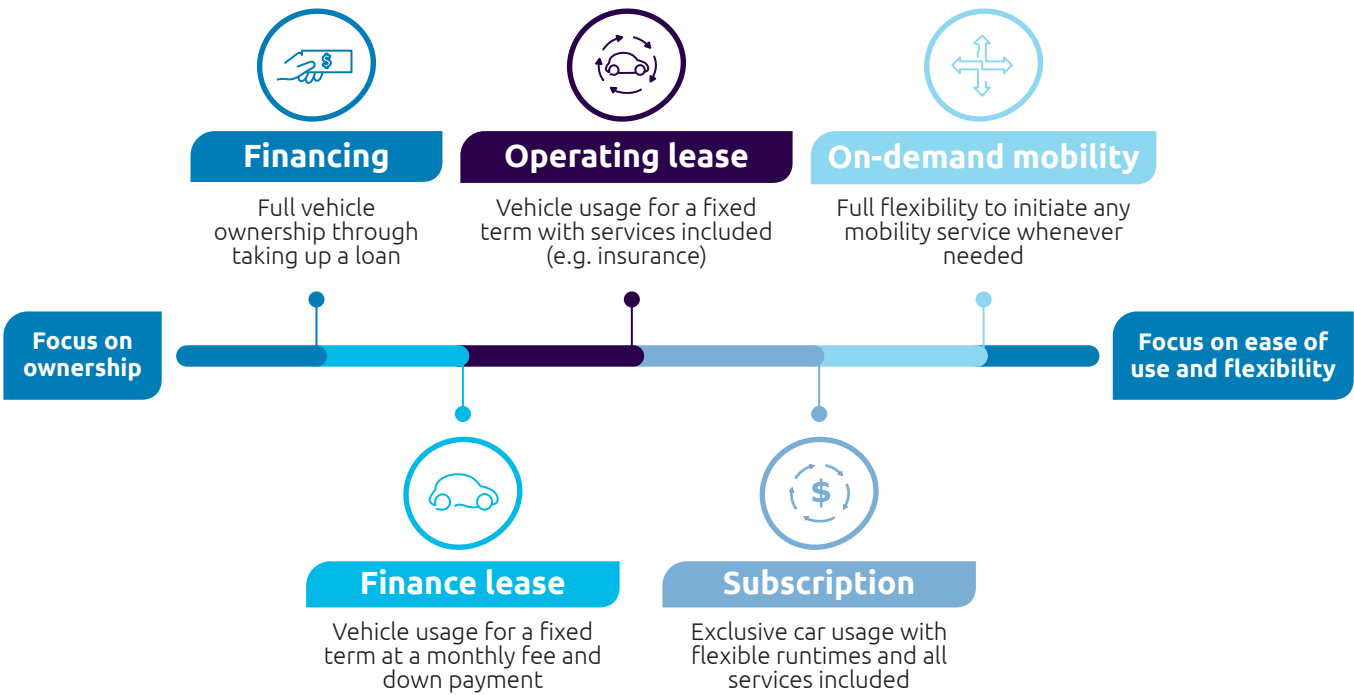 $
Financing
Full vehicle
ownership through
taking up a loan
Operating lease
Vehicle usage for a fixed
term with services included
(e.g. insurance)
On-demand mobility
Full flexibility to initiate any
mobility service whenever
needed
Focus on
ownership
Focus on ease of
use and flexibility
Finance lease
Vehicle usage for a fixed
term at a monthly fee and
down payment
$
Subscription
Exclusive car usage with
flexible runtimes and all
services included